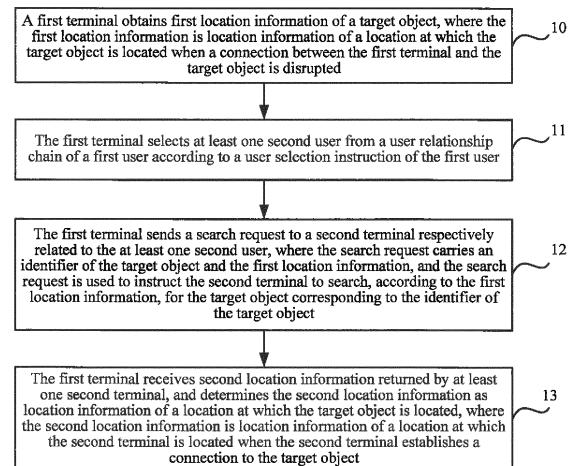 A first terminal obtains first location information of a target object, where the
first location information is location information of a location at which the
target object is located when a connection between the first terminal and the
target object is disrupted
10
The first terminal selects at least one second user from a user relationship
chain of a first user according to a user selection instruction of the first user
11
The first terminal sends a search request to a second terminal respectively
related to the at least one second user, where the search request carries an
identifier of the target object and the first location information, and the search
request is used to instruct the second terminal to search, according to the first
location information, for the target object corresponding to the identifier of
the target object
12
The first terminal receives second location information returned by at least
one second terminal, and determines the second location information as
location information of a location at which the target object is located, where
the second location information is location information of a location at which
the second terminal is located when the second terminal establishes a
connection to the target object
13